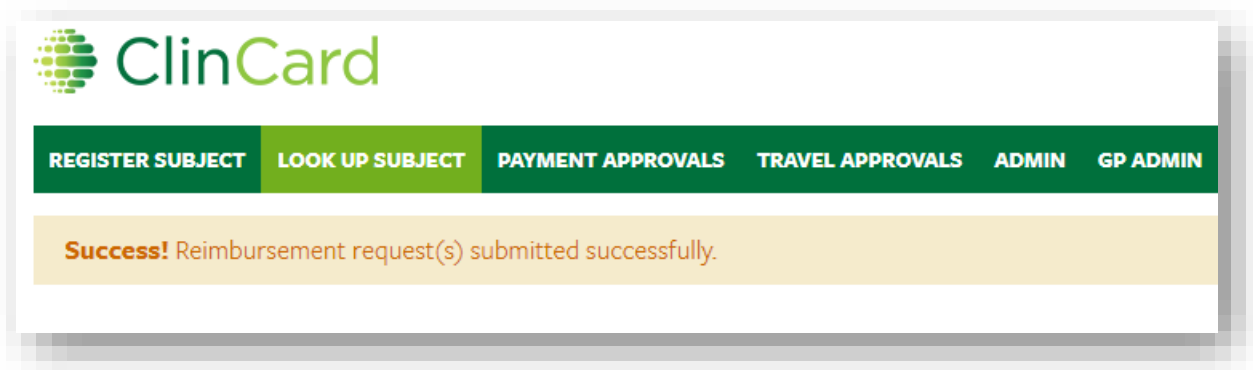 ClinCard
REGISTER SUBJECT LOOK UP SUBJECT PAYMENT APPROVALS TRAVEL APPROVALS ADMIN GP ADMIN
Success! Reimbursement request(s) submitted successfully.